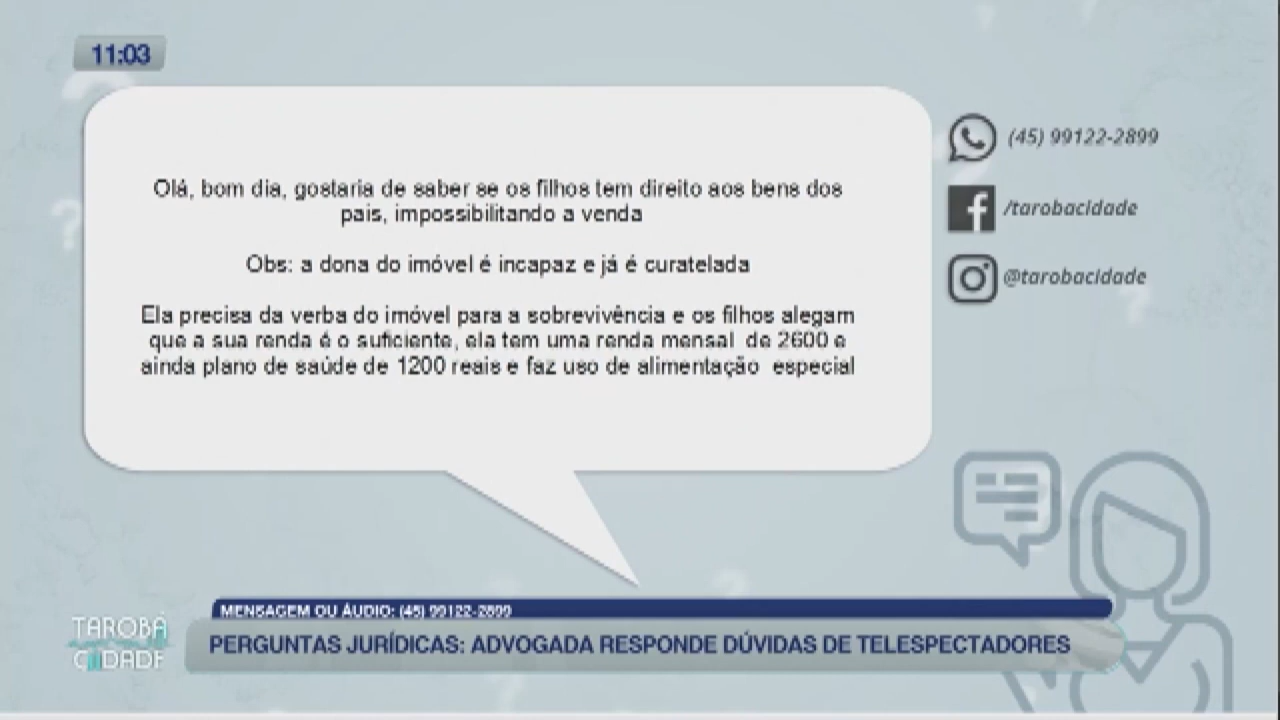 11:03
Olá, bom dia, gostaria de saber se os filhos tem direito aos bens dos
pais, impossibilitando a venda
Obs: a dona do imóvel é incapaz e já é curatelada
Ela precisa da verba do imóvel para a sobrevivência e os filhos alegam
que a sua renda é o suficiente, ela tem uma renda mensal de 2600 e
ainda plano de saúde de 1200 reais e faz uso de alimentação especial
(45) 99122-2899
/tarobacidade
@tarobacidade
MENSAGEM OU ÁUDIO: (45) 99122-2899
TAROBÁ
CIDADE
PERGUNTAS JURÍDICAS: ADVOGADA RESPONDE DÚVIDAS DE TELESPECTADORES